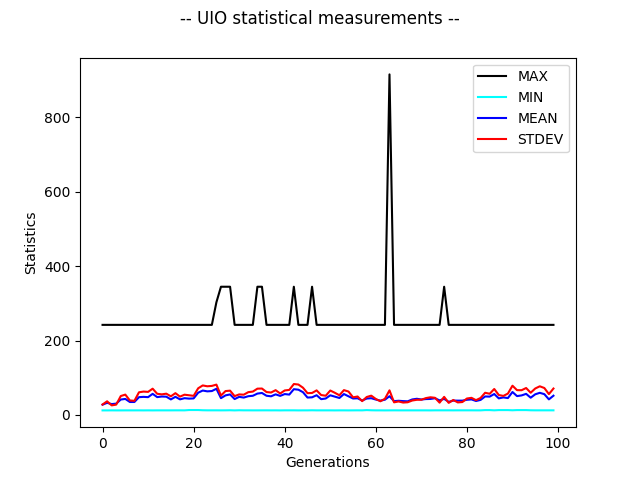 -- UIO statistical measurements --
MAX
MIN
MEAN
STDEV
800
600
400
200
0
Statistics
0 20 40 60 80 100
Generations